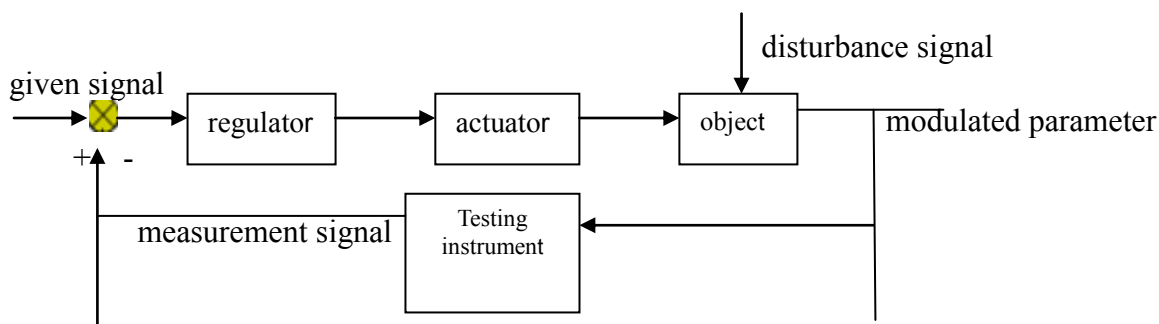 disturbance signal
given signal
regulator
actuator
object
modulated parameter
+ -
measurement signal
Testing
instrument